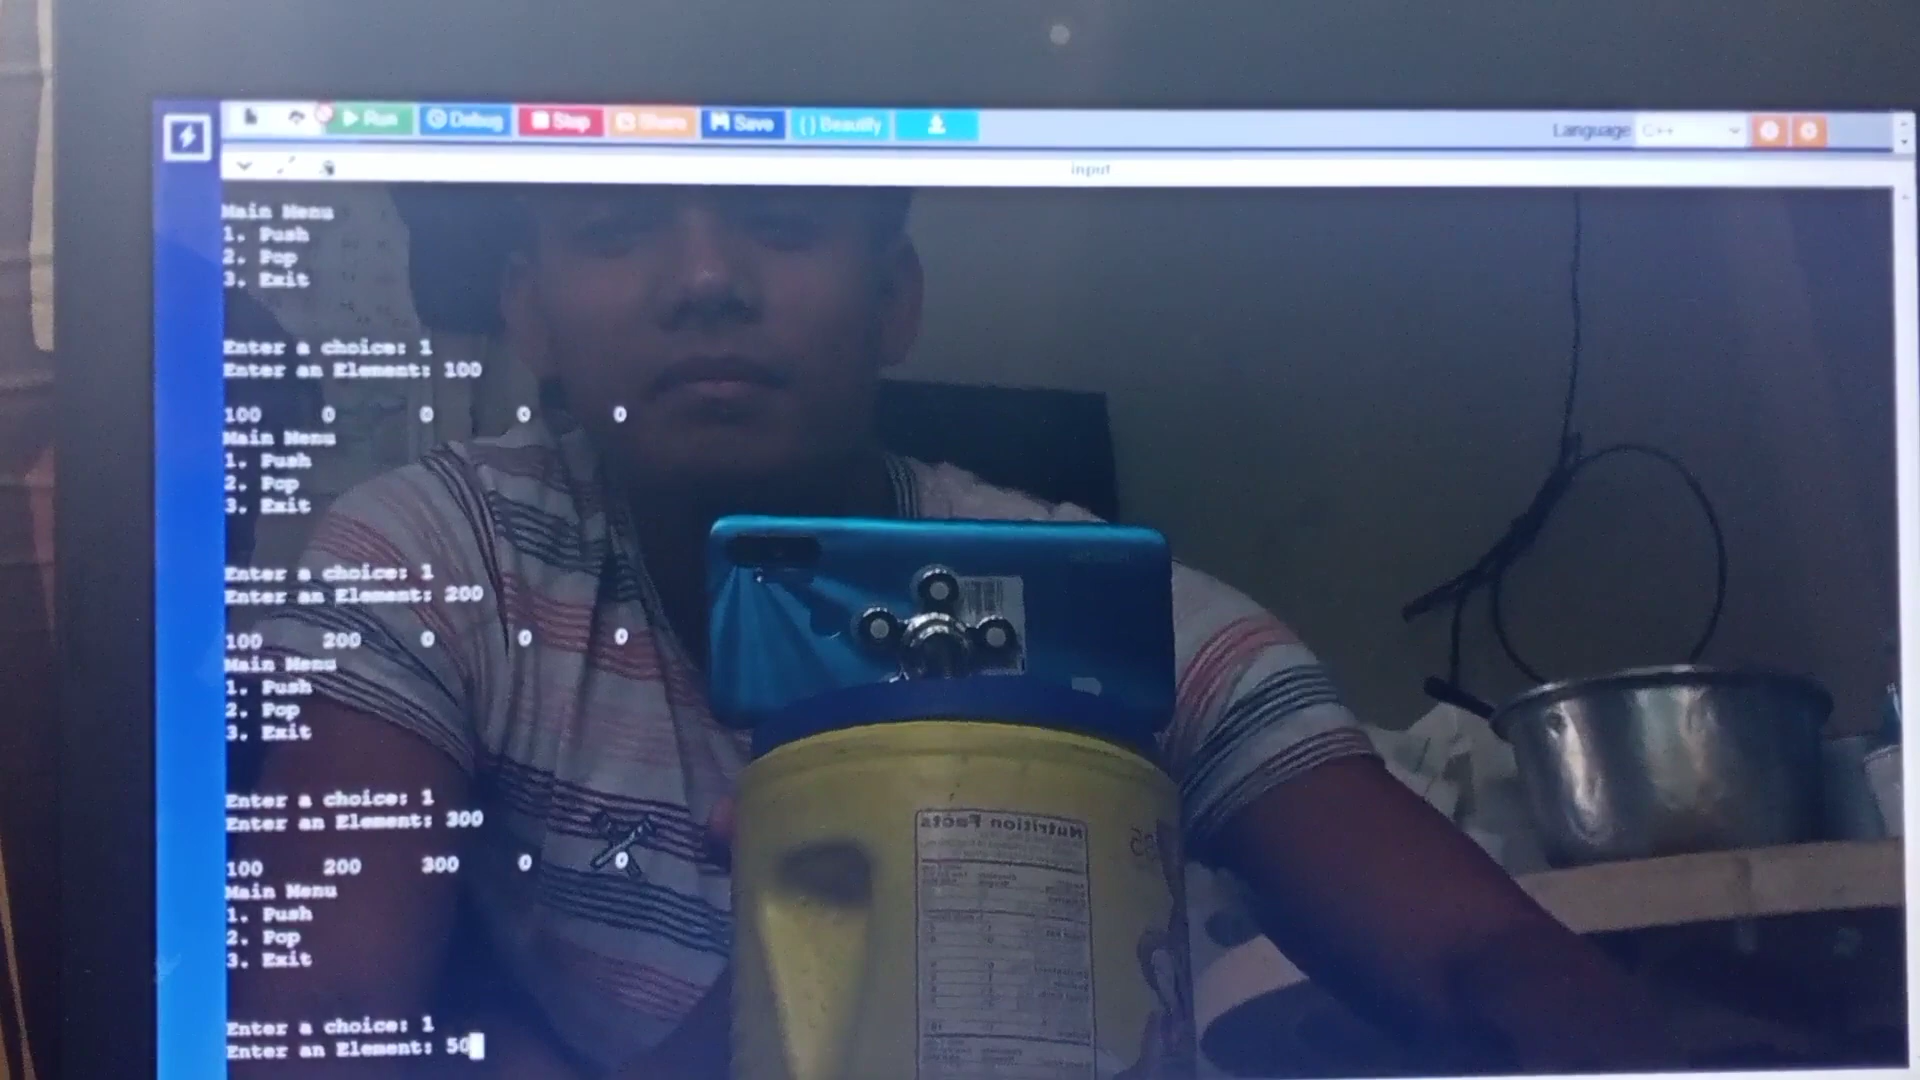 Run Debug Stop Share Save {} Beautify Language C++
input
Main Menu
1. Push
2. Pop
3. Exit
Enter a choice: 1
Enter an Element: 100
100 0 0 0 0
Main Menu
1. Push
2. Pop
3. Exit
Enter a choice: 1
Enter an Element: 200
100 200 0 0 0
Main Menu
1. Push
2. Pop
3. Exit
Enter a choice: 1
Enter an Element: 300
100 200 300 0 0
Main Menu
1. Push
2. Pop
3. Exit
Enter a choice: 1
Enter an Element: 50
Nutrition Facts